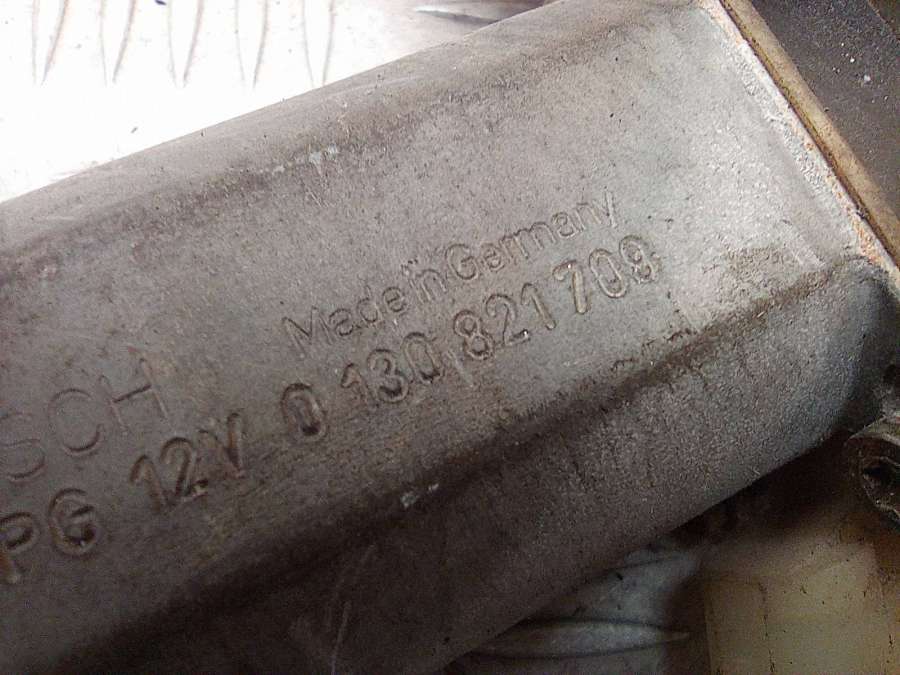 SCH
Made in Germany
PG 12V 0 130 821 709